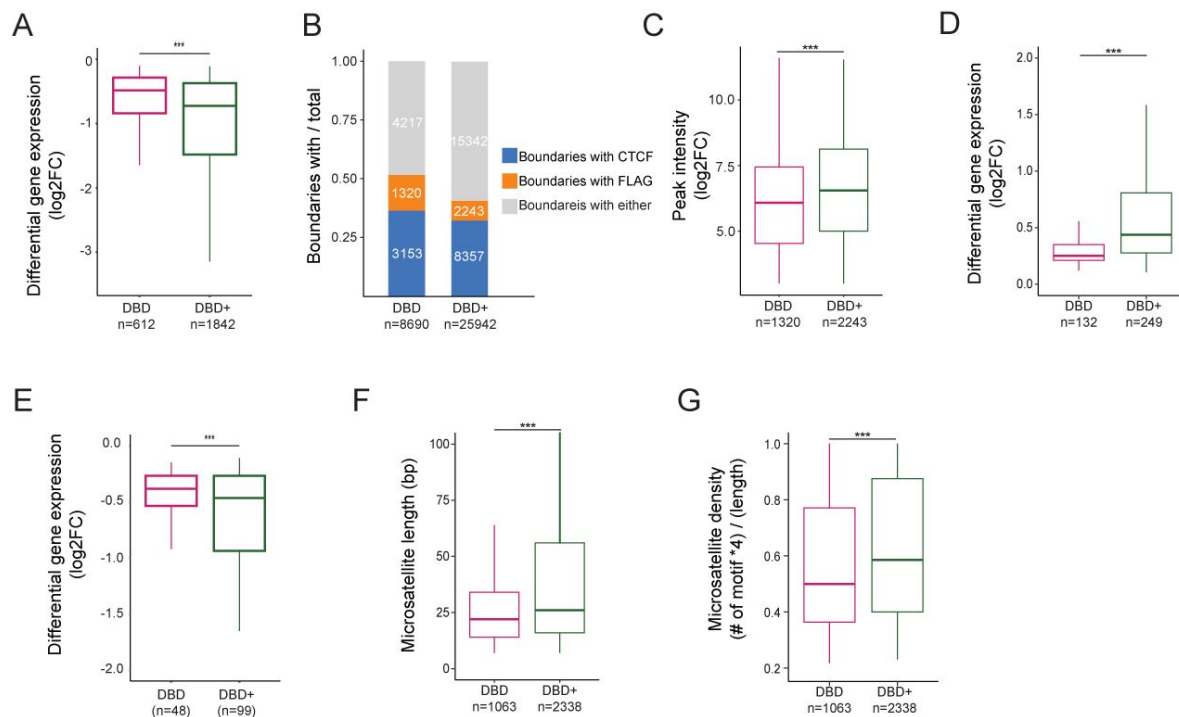 A
Differential gene expression
(log2FC)
0
-1
-2
-3
***
DBD
n=612
DBD+
n=1842
B
Boundaries with / total
1.00
0.75
0.50
0.25
4217
1320
3153
15342
2243
8357
DBD
n=8690
DBD+
n=25942
Boundaries with CTCF
Boundaries with FLAG
Boundareis with either
C
Peak intensity
(log2FC)
10.0
7.5
5.0
***
DBD
n=1320
DBD+
n=2243
D
Differential gene expression
(log2FC)
2.0
1.5
1.0
0.5
0.0
***
DBD
n=132
DBD+
n=249
E
Differential gene expression
(log2FC)
0.0
-0.5
-1.0
-1.5
-2.0
***
DBD
(n=48)
DBD+
(n=99)
F
Microsatellite length (bp)
100
75
50
25
0
***
DBD
n=1063
DBD+
n=2338
G
Microsatellite density
(# of motif *4) / (length)
1.0
0.8
0.6
0.4
0.2
***
DBD
n=1063
DBD+
n=2338